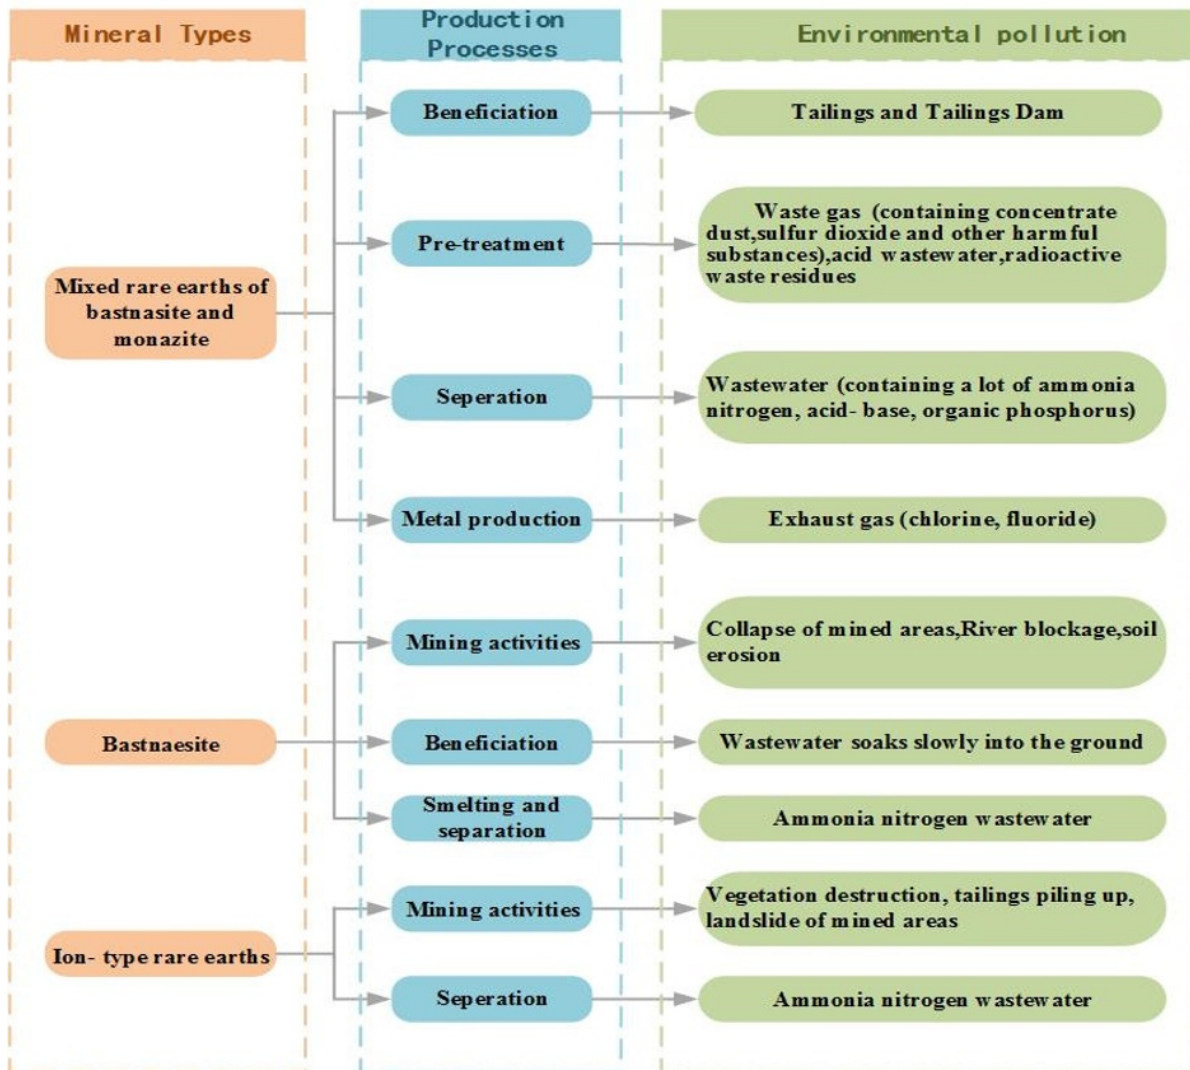 Mineral Types
Production
Processes
Environmental pollution
Beneficiation
Tailings and Tailings Dam
Pre-treatment
Waste gas (containing concentrate
dust,sulfur dioxide and other harmful
substances),acid wastewater,radioactive
waste residues
Mixed rare earths of
bastnasite and
monazite
Seperation
Wastewater (containing a lot of ammonia
nitrogen, acid- base, organic phosphorus)
Metal production
Exhaust gas (chlorine, fluoride)
Mining activities
Collapse of mined areas,River blockage,soil
erosion
Bastnaesite
Beneficiation
Wastewater soaks slowly into the ground
Smelting and
separation
Ammonia nitrogen wastewater
Mining activities
Vegetation destruction, tailings piling up,
landslide of mined areas
Ion- type rare earths
Seperation
Ammonia nitrogen wastewater